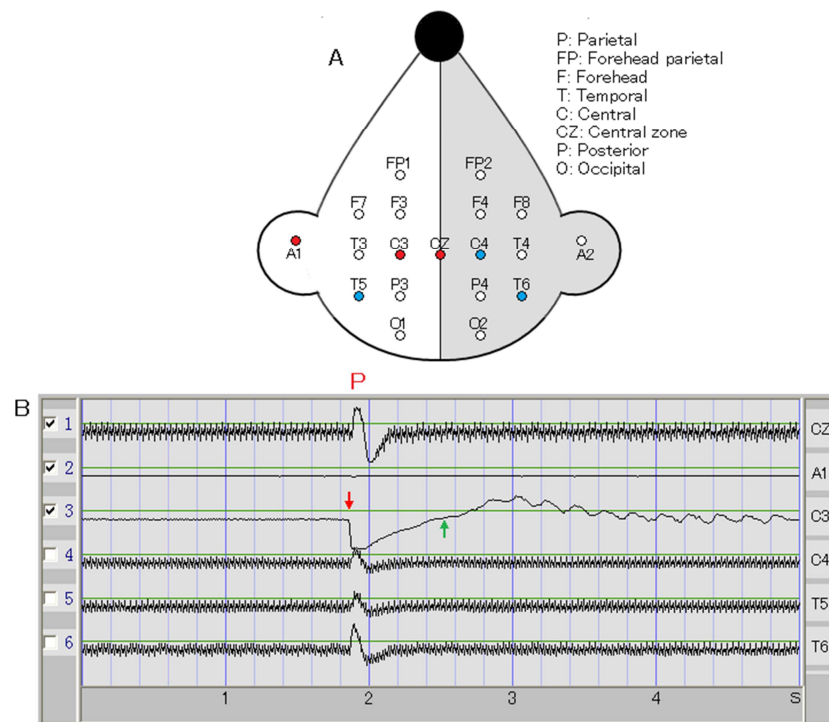 A
P: Parietal
FP: Forehead parietal
F: Forehead
T: Temporal
C: Central
CZ: Central zone
P: Posterior
O: Occipital
FP1 FP2
F7 F3 F4 F8
A1 T3 C3 CZ C4 T4 A2
T5 P3 P4 T6
O1 O2
P
B
1 CZ
2 A1
3 C3
4 C4
5 T5
6 T6
1 2 3 4 S